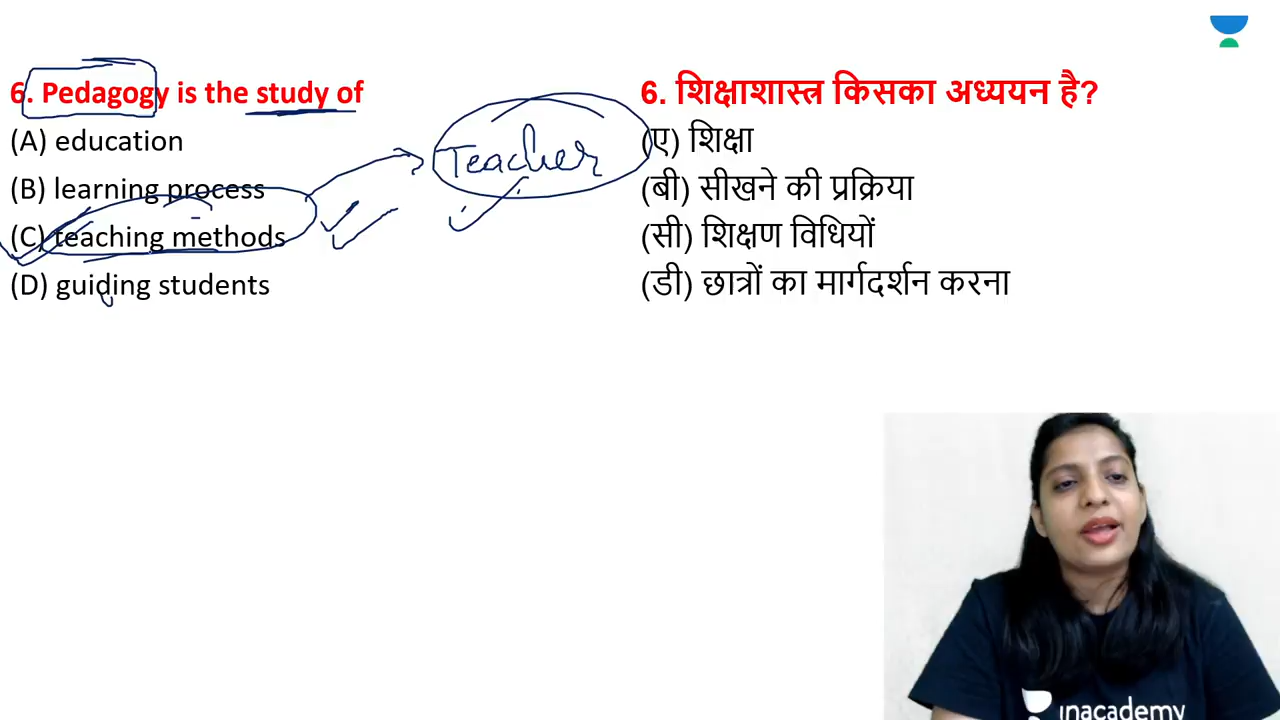 6. Pedagogy is the study of
(A) education
(B) learning process
(C) teaching methods
(D) guiding students
Teacher
6. शिक्षाशास्त्र किसका अध्ययन है?
(ए) शिक्षा
(बी) सीखने की प्रक्रिया
(सी) शिक्षण विधियों
(डी) छात्रों का मार्गदर्शन करना
unacademy